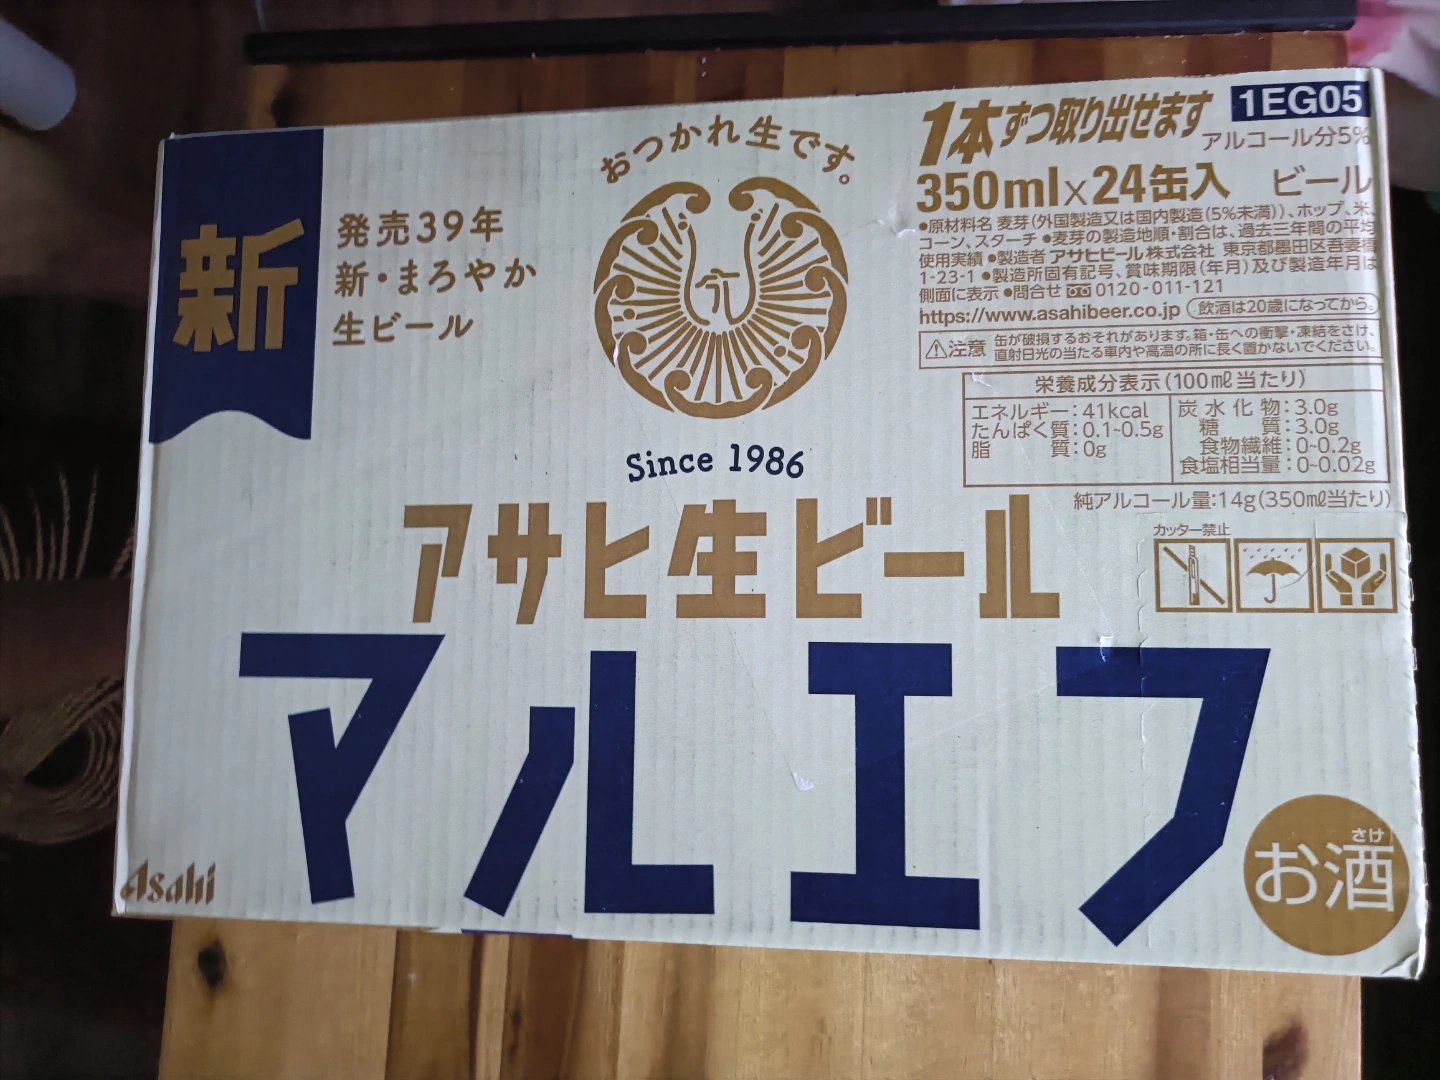 新
発売39年
新・まろやか
生ビール
おつかれ生です。
Since 1986
アサヒ生ビール
マルエフ
Asahi
1本ずつ取り出せます
1EG05
アルコール分5%
350ml×24缶入 ビール
●原材料名 麦芽(外国製造又は国内製造(5%未満))、ホップ、米、
コーン、スターチ ●麦芽の製造地順・割合は、過去三年間の平均
使用実績 ●製造者 アサヒビール株式会社 東京都墨田区吾妻橋
1-23-1 ●製造所固有記号、賞味期限(年月)及び製造年月は
側面に表示 ●問合せ 0120-011-121
https://www.asahibeer.co.jp 飲酒は20歳になってから。
⚠注意 缶が破損するおそれがあります。箱・缶への衝撃・凍結をさけ、
直射日光の当たる車内や高温の所に長く置かないでください。
栄養成分表示(100ml当たり)
エネルギー:41kcal
たんぱく質:0.1~0.5g
脂質:0g
炭水化物:3.0g
糖質:3.0g
食物繊維:0~0.2g
食塩相当量:0~0.02g
純アルコール量:14g(350ml当たり)
カッター禁止
さけ
お酒